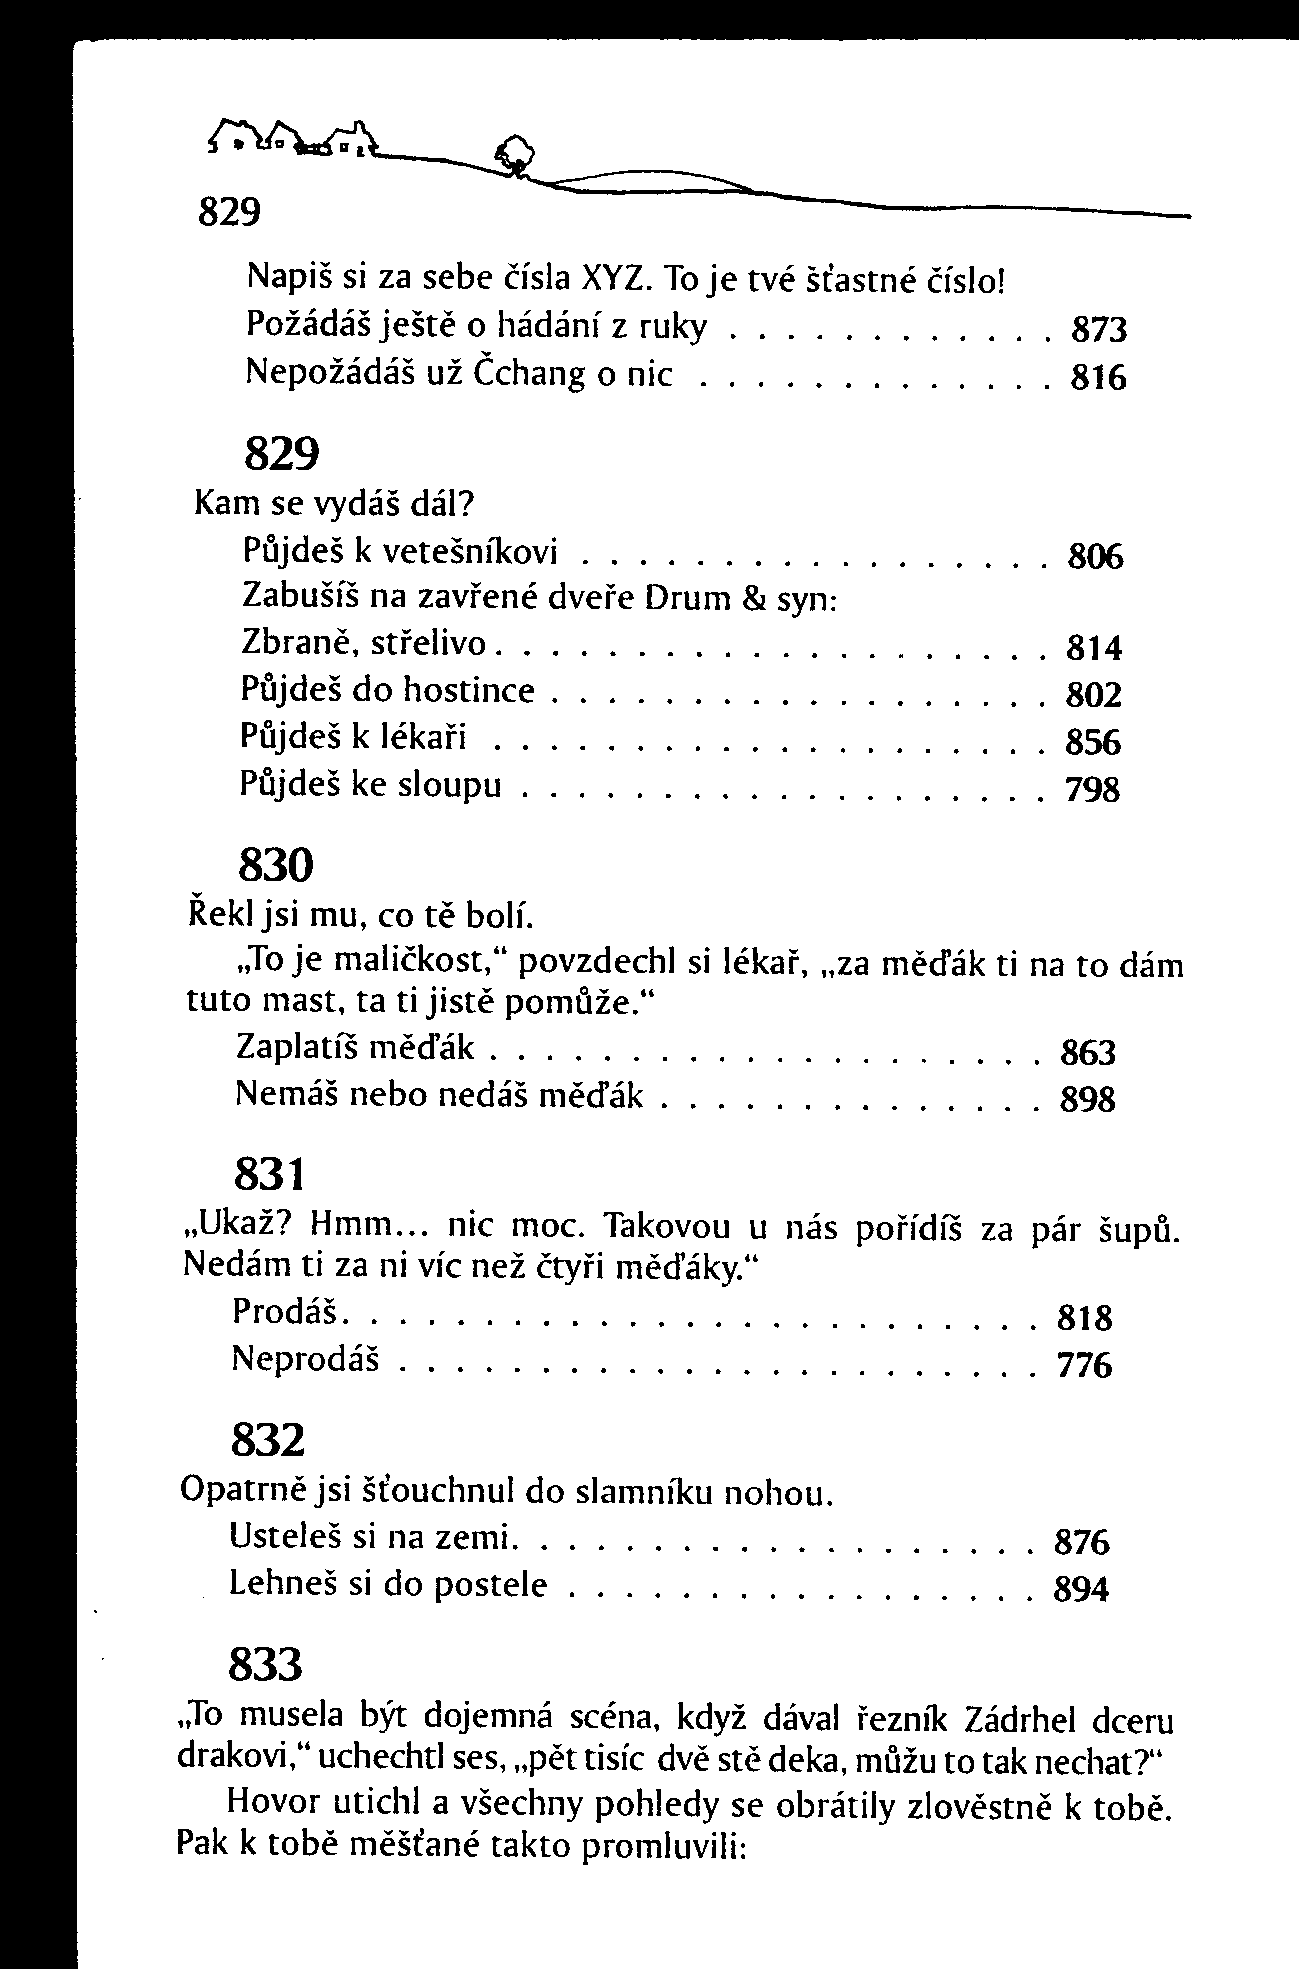 829
Napiš si za sebe čísla XYZ. To je tvé šťastné číslo!
Požádáš ještě o hádání z ruky . . . . . . . . . . . . 873
Nepožádáš už Čchang o nic . . . . . . . . . . . . . 816
829
Kam se vydáš dál?
Půjdeš k vetešníkovi . . . . . . . . . . . . . . . . . 806
Zabušíš na zavřené dveře Drum & syn:
Zbraně, střelivo. . . . . . . . . . . . . . . . . . . . 814
Půjdeš do hostince . . . . . . . . . . . . . . . . . . 802
Půjdeš k lékaři . . . . . . . . . . . . . . . . . . . . 856
Půjdeš ke sloupu . . . . . . . . . . . . . . . . . . . 798
830
Řekl jsi mu, co tě bolí.
„To je maličkost,“ povzdechl si lékař, „za měďák ti na to dám
tuto mast, ta ti jistě pomůže.“
Zaplatíš měďák . . . . . . . . . . . . . . . . . . . . 863
Nemáš nebo nedáš měďák . . . . . . . . . . . . . . 898
831
„Ukaž? Hmm... nic moc. Takovou u nás pořídíš za pár šupů.
Nedám ti za ni víc než čtyři měďáky.“
Prodáš. . . . . . . . . . . . . . . . . . . . . . . . . 818
Neprodáš . . . . . . . . . . . . . . . . . . . . . . . 776
832
Opatrně jsi šťouchnul do slamníku nohou.
Usteleš si na zemi. . . . . . . . . . . . . . . . . . . 876
Lehneš si do postele . . . . . . . . . . . . . . . . . 894
833
„To musela být dojemná scéna, když dával řezník Zádrhel dceru
drakovi,“ uchechtl ses, „pět tisíc dvě stě deka, můžu to tak nechat?“
Hovor utichl a všechny pohledy se obrátily zlověstně k tobě.
Pak k tobě měšťané takto promluvili: